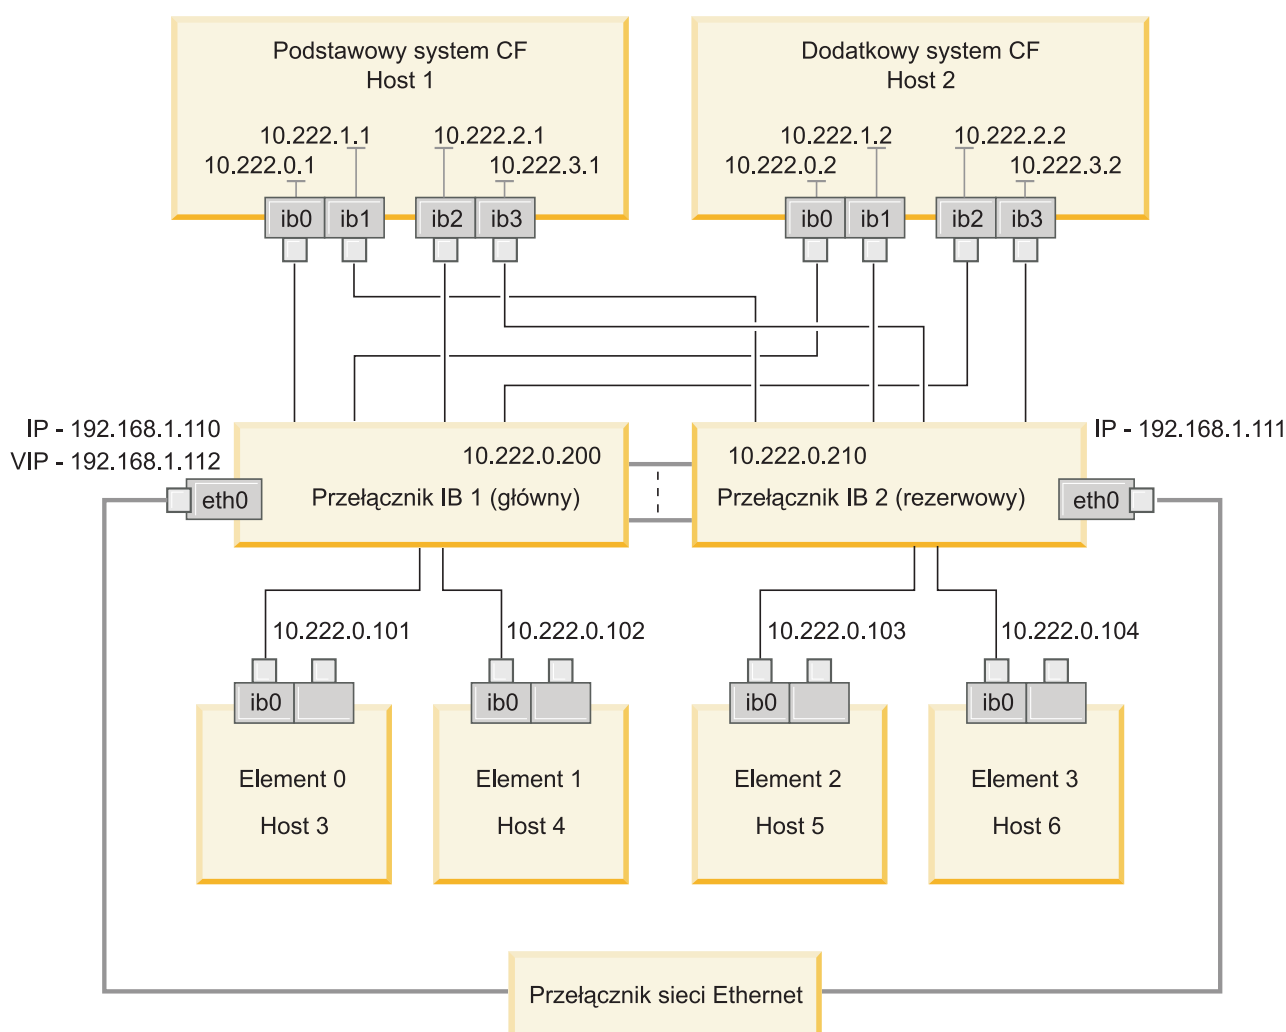 Podstawowy system CF
Host 1
Dodatkowy system CF
Host 2
10.222.1.1
10.222.2.1
10.222.0.1
10.222.3.1
10.222.1.2
10.222.2.2
10.222.0.2
10.222.3.2
ib0
ib1
ib2
ib3
ib0
ib1
ib2
ib3
IP - 192.168.1.110
VIP - 192.168.1.112
eth0
10.222.0.200
Przełącznik IB 1 (główny)
10.222.0.210
Przełącznik IB 2 (rezerwowy)
IP - 192.168.1.111
eth0
10.222.0.101
10.222.0.102
10.222.0.103
10.222.0.104
ib0
ib0
ib0
ib0
Element 0
Host 3
Element 1
Host 4
Element 2
Host 5
Element 3
Host 6
Przełącznik sieci Ethernet